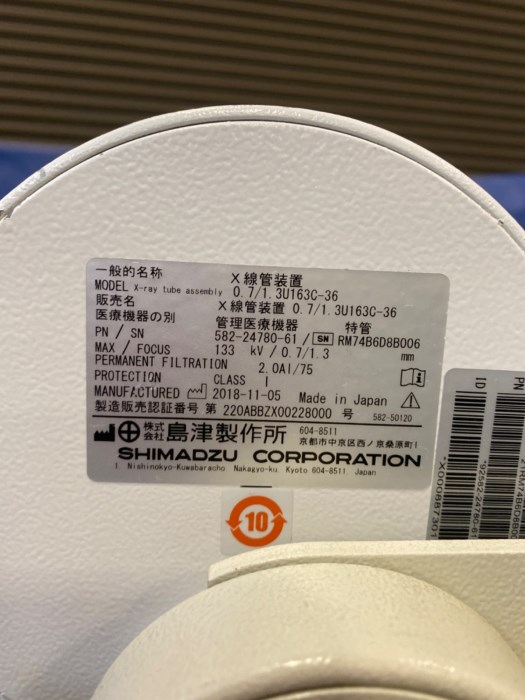 一般的名称 X線管装置
MODEL X-ray tube assembly 0.7/1.3U163C-36
販売名 X線管装置 0.7/1.3U163C-36
医療機器の別 管理医療機器 特管
PN / SN 582-24780-61/ SN RM74B6D8B006
MAX / FOCUS 133 kV / 0.7/1.3 mm
PERMANENT FILTRATION 2.0Al/75
PROTECTION CLASS I
MANUFACTURED 2018-11-05 Made in Japan
製造販売認証番号 第 220ABBZX00228000 号 582-50120
株式会社 島津製作所 604-8511
京都市中京区西ノ京桑原町1
SHIMADZU CORPORATION
1. Nishinokyo-Kuwabaracho Nakagyo-ku Kyoto 604-8511. Japan
10
PN
ID